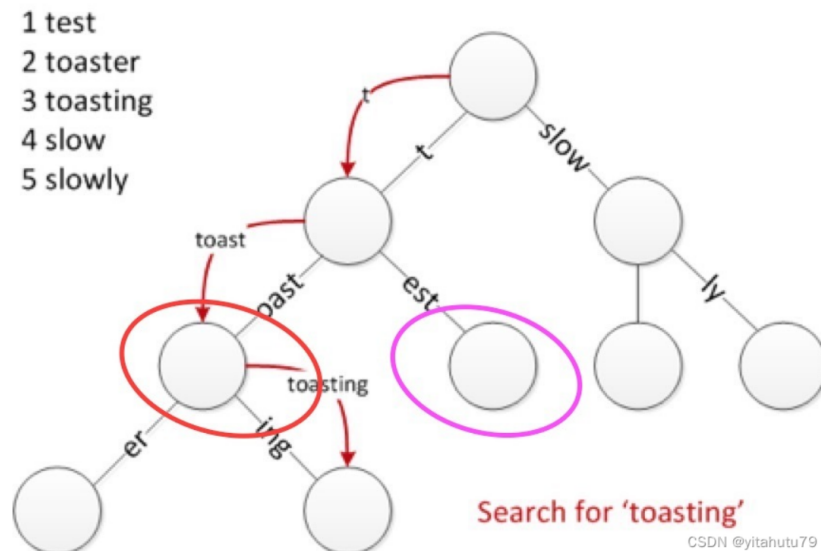 1 test
2 toaster
3 toasting
4 slow
5 slowly
t
t
slow
toast
oast
est
ly
toasting
er
ing
Search for 'toasting'
CSDN @yitahutu79